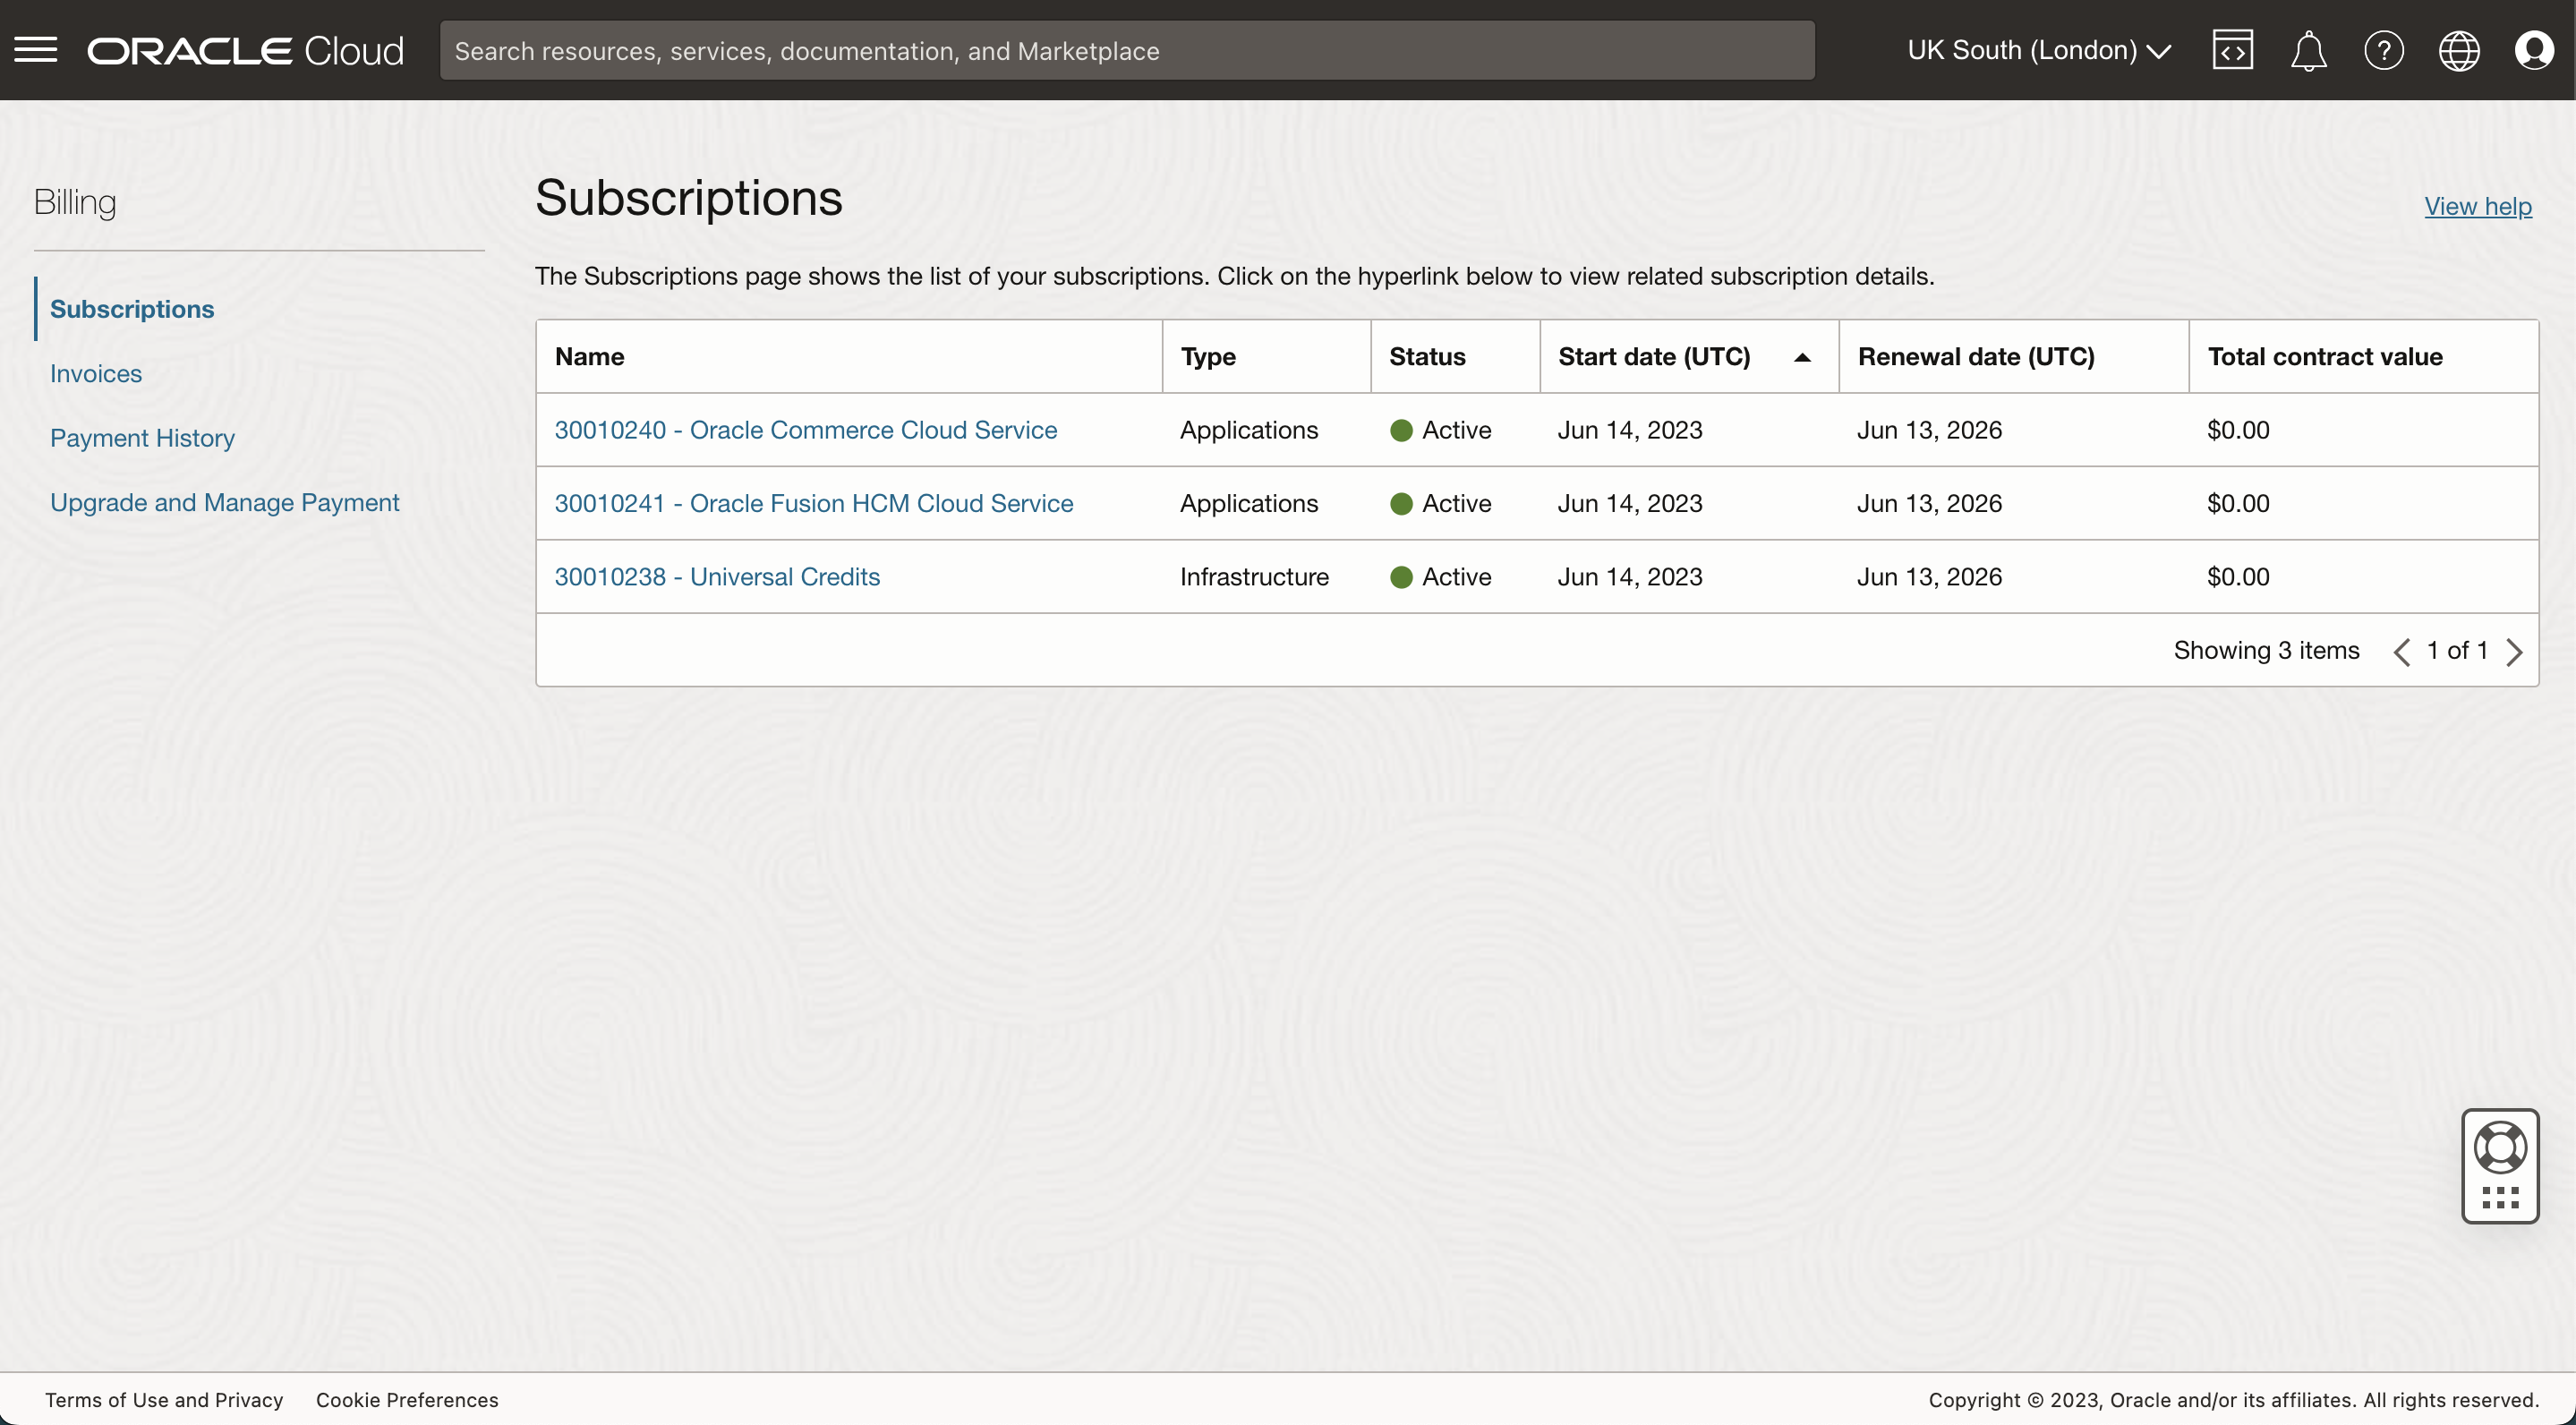 ORACLE Cloud
Search resources, services, documentation, and Marketplace
UK South (London)
Billing
Subscriptions
Invoices
Payment History
Upgrade and Manage Payment
Subscriptions
View help
The Subscriptions page shows the list of your subscriptions. Click on the hyperlink below to view related subscription details.
Name Type Status Start date (UTC) Renewal date (UTC) Total contract value
30010240 - Oracle Commerce Cloud Service Applications Active Jun 14, 2023 Jun 13, 2026 $0.00
30010241 - Oracle Fusion HCM Cloud Service Applications Active Jun 14, 2023 Jun 13, 2026 $0.00
30010238 - Universal Credits Infrastructure Active Jun 14, 2023 Jun 13, 2026 $0.00
Showing 3 items 1 of 1
Terms of Use and Privacy Cookie Preferences
Copyright © 2023, Oracle and/or its affiliates. All rights reserved.